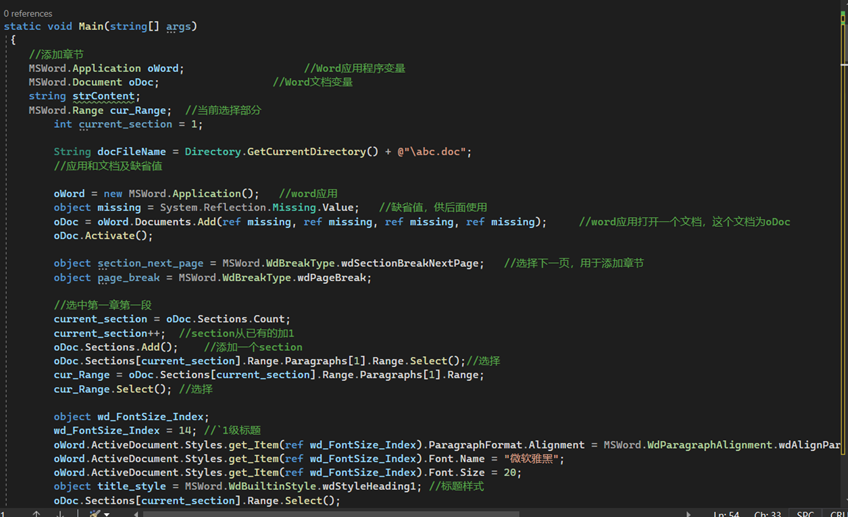 0 references
static void Main(string[] args)
{
//添加章节
MSWord.Application oWord; //Word应用程序变量
MSWord.Document oDoc; //Word文档变量
string strContent;
MSWord.Range cur_Range; //当前选择部分
int current_section = 1;
String docFileName = Directory.GetCurrentDirectory() + @"\abc.doc";
//应用和文档及缺省值
oWord = new MSWord.Application(); //word应用
object missing = System.Reflection.Missing.Value; //缺省值，供后面使用
oDoc = oWord.Documents.Add(ref missing, ref missing, ref missing, ref missing); //word应用打开一个文档，这个文档为oDoc
oDoc.Activate();
object section_next_page = MSWord.WdBreakType.wdSectionBreakNextPage; //选择下一页，用于添加章节
object page_break = MSWord.WdBreakType.wdPageBreak;
//选中第一章第一段
current_section = oDoc.Sections.Count;
current_section++; //section从已有的加1
oDoc.Sections.Add(); //添加一个section
oDoc.Sections[current_section].Range.Paragraphs[1].Range.Select();//选择
cur_Range = oDoc.Sections[current_section].Range.Paragraphs[1].Range;
cur_Range.Select(); //选择
object wd_FontSize_Index;
wd_FontSize_Index = 14; //`1级标题
oWord.ActiveDocument.Styles.get_Item(ref wd_FontSize_Index).ParagraphFormat.Alignment = MSWord.WdParagraphAlignment.wdAlignPar
oWord.ActiveDocument.Styles.get_Item(ref wd_FontSize_Index).Font.Name = "微软雅黑";
oWord.ActiveDocument.Styles.get_Item(ref wd_FontSize_Index).Font.Size = 20;
object title_style = MSWord.WdBuiltinStyle.wdStyleHeading1; //标题样式
oDoc.Sections[current_section].Range.Select();
Ln: 54 Ch: 33 SPC